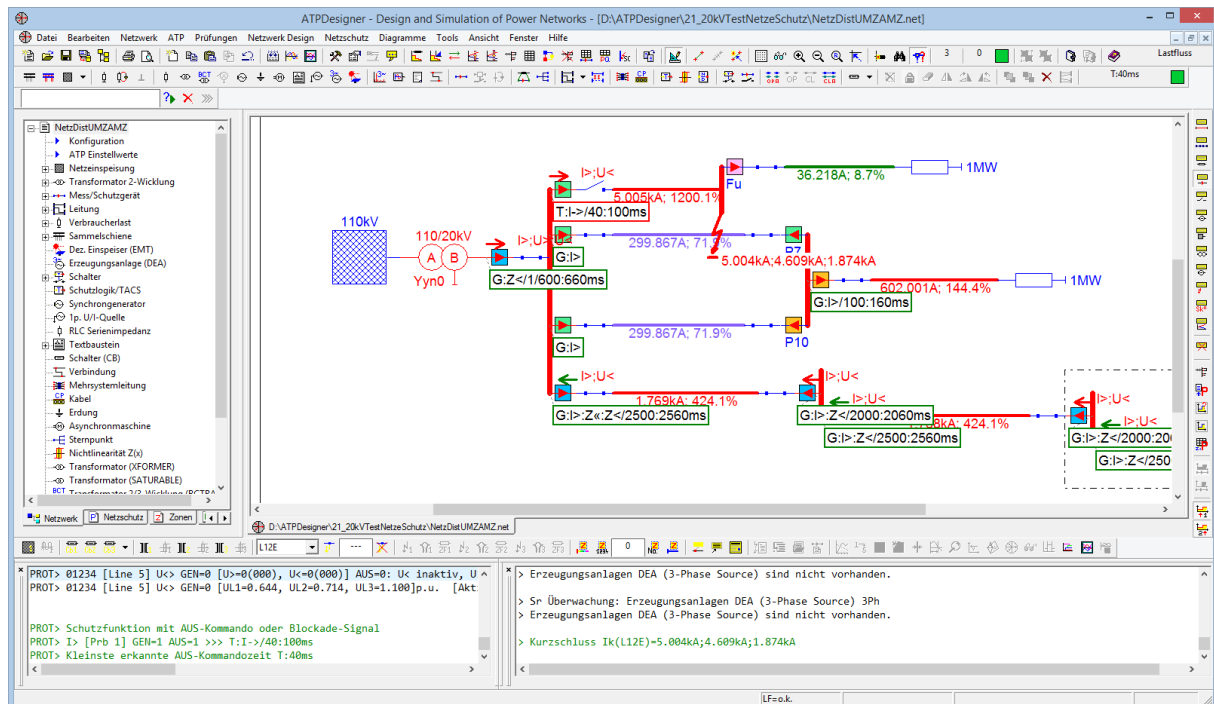 ATPDesigner - Design and Simulation of Power Networks - [D:\ATPDesigner\21_20kVTestNetzeSchutz\NetzDistUMZAMZ.net]
Datei Bearbeiten Netzwerk ATP Prüfungen Netzwerk Design Netzschutz Diagramme Tools Ansicht Fenster Hilfe
3 0 Lastfluss
T:40ms
NetzDistUMZAMZ
Konfiguration
ATP Einstellwerte
Netzeinspeisung
Transformator 2-Wicklung
Mess/Schutzgerät
Leitung
Verbraucherlast
Sammelschiene
Dez. Einspeiser (EMT)
Erzeugungsanlage (DEA)
Schalter
Schutzlogik/TACS
Synchrongenerator
1p. U/I-Quelle
RLC Serienimpedanz
Textbaustein
Schalter (CB)
Verbindung
Mehrsystemleitung
Kabel
Erdung
Asynchronmaschine
Sternpunkt
Nichtlinearität Z(x)
Transformator (XFORMER)
Transformator (SATURABLE)
Netzwerk Netzschutz Zonen
110kV
110/20kV
A B
Yyn0
I>;U>U<
G:Z</1/600:660ms
I>;U<
5.005kA; 1200.1%
T:I->/40:100ms
Fu
36.218A; 8.7%
1MW
299.867A; 71.9%
P7
G:I>
5.004kA;4.609kA;1.874kA
602.001A; 144.4%
1MW
G:I>/100:160ms
299.867A; 71.9%
P10
G:I>
I>;U<
1.769kA; 424.1%
G:I>:Z«:Z</2500:2560ms
I>;U<
I>;U<
G:I>:Z</2000:2060ms
424.1%
G:I>:Z</2500:2560ms
I>;U<
I>;U<
G:I>:Z</2000:20
G:I>:Z</250
D:\ATPDesigner\21_20kVTestNetzeSchutz\NetzDistUMZAMZ.net
L12E
0
PROT> 01234 [Line 5] U<> GEN=0 [U>=0(000), U<=0(000)] AUS=0: U< inaktiv, U
PROT> 01234 [Line 5] U<> GEN=0 [UL1=0.644, UL2=0.714, UL3=1.100]p.u. [Akt
PROT> Schutzfunktion mit AUS-Kommando oder Blockade-Signal
PROT> I> [Prb 1] GEN=1 AUS=1 >>> T:I->/40:100ms
PROT> Kleinste erkannte AUS-Kommandozeit T:40ms
> Erzeugungsanlagen DEA (3-Phase Source) sind nicht vorhanden.
> Sr Überwachung: Erzeugungsanlagen DEA (3-Phase Source) 3Ph
> Erzeugungsanlagen DEA (3-Phase Source) sind nicht vorhanden.
> Kurzschluss Ik(L12E)=5.004kA;4.609kA;1.874kA
LF=o.k.